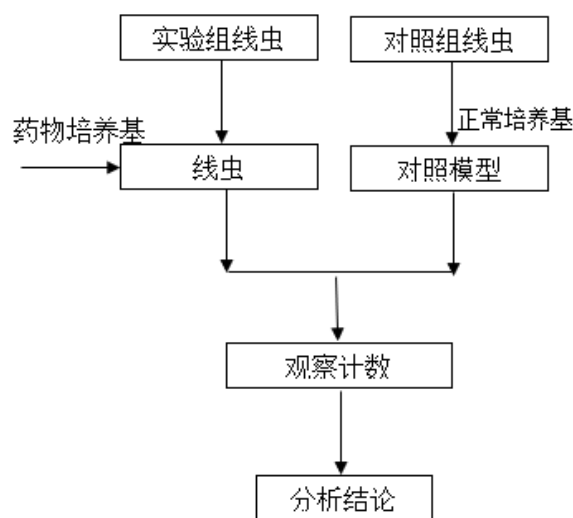 实验组线虫
对照组线虫
药物培养基
正常培养基
线虫
对照模型
观察计数
分析结论